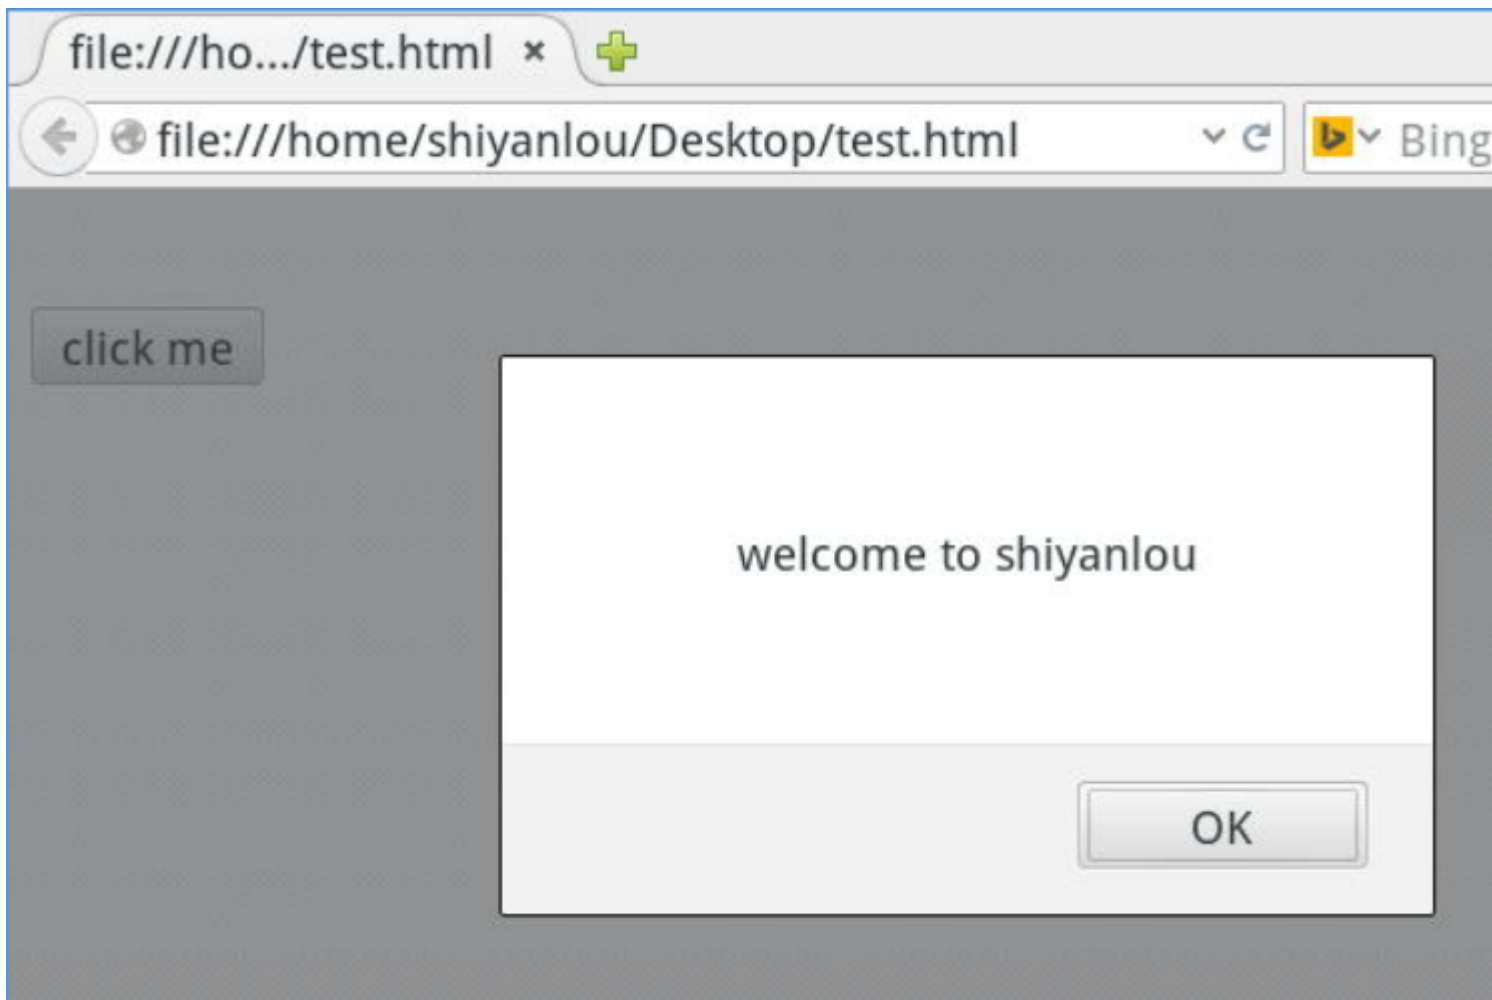 file:///ho.../test.html
file:///home/shiyanlou/Desktop/test.html
Bing
click me
welcome to shiyanlou
OK